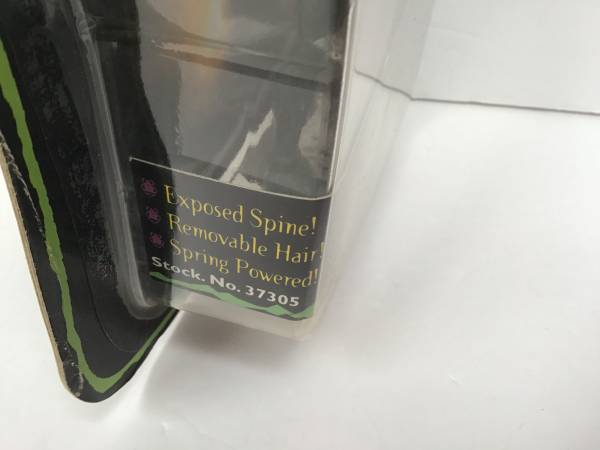 Exposed Spine!
Removable Hair!
Spring Powered!
Stock. No. 37305